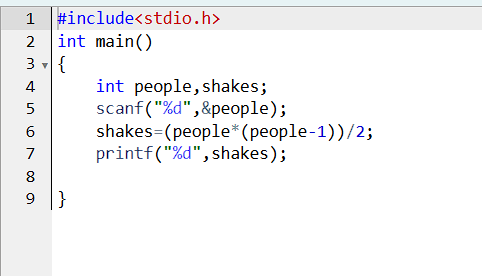 1 #include<stdio.h>
2 int main()
3 {
4 int people,shakes;
5 scanf("%d",&people);
6 shakes=(people*(people-1))/2;
7 printf("%d",shakes);
8
9 }